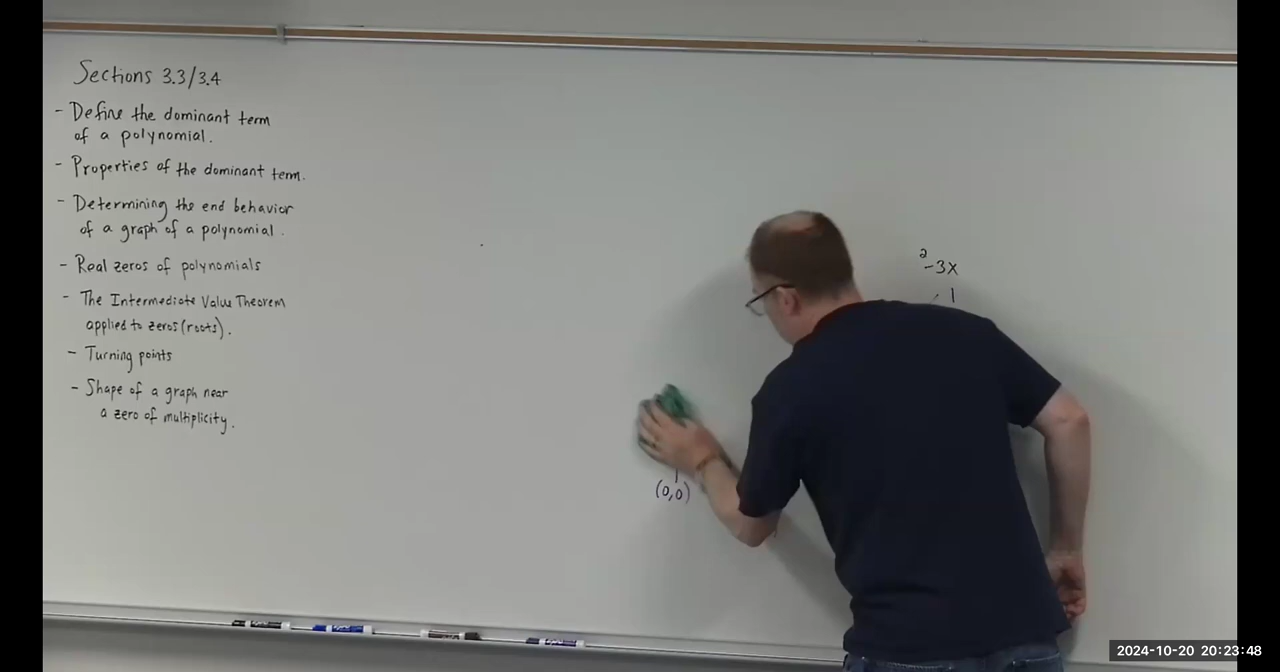 Sections 3.3/3.4
- Define the dominant term
of a polynomial.
- Properties of the dominant term.
- Determining the end behavior
of a graph of a polynomial.
- Real zeros of polynomials
- The Intermediate Value Theorem
applied to zeros (roots).
- Turning points
- Shape of a graph near
a zero of multiplicity.
2
-3x
1
(0,0)
2024-10-20 20:23:48